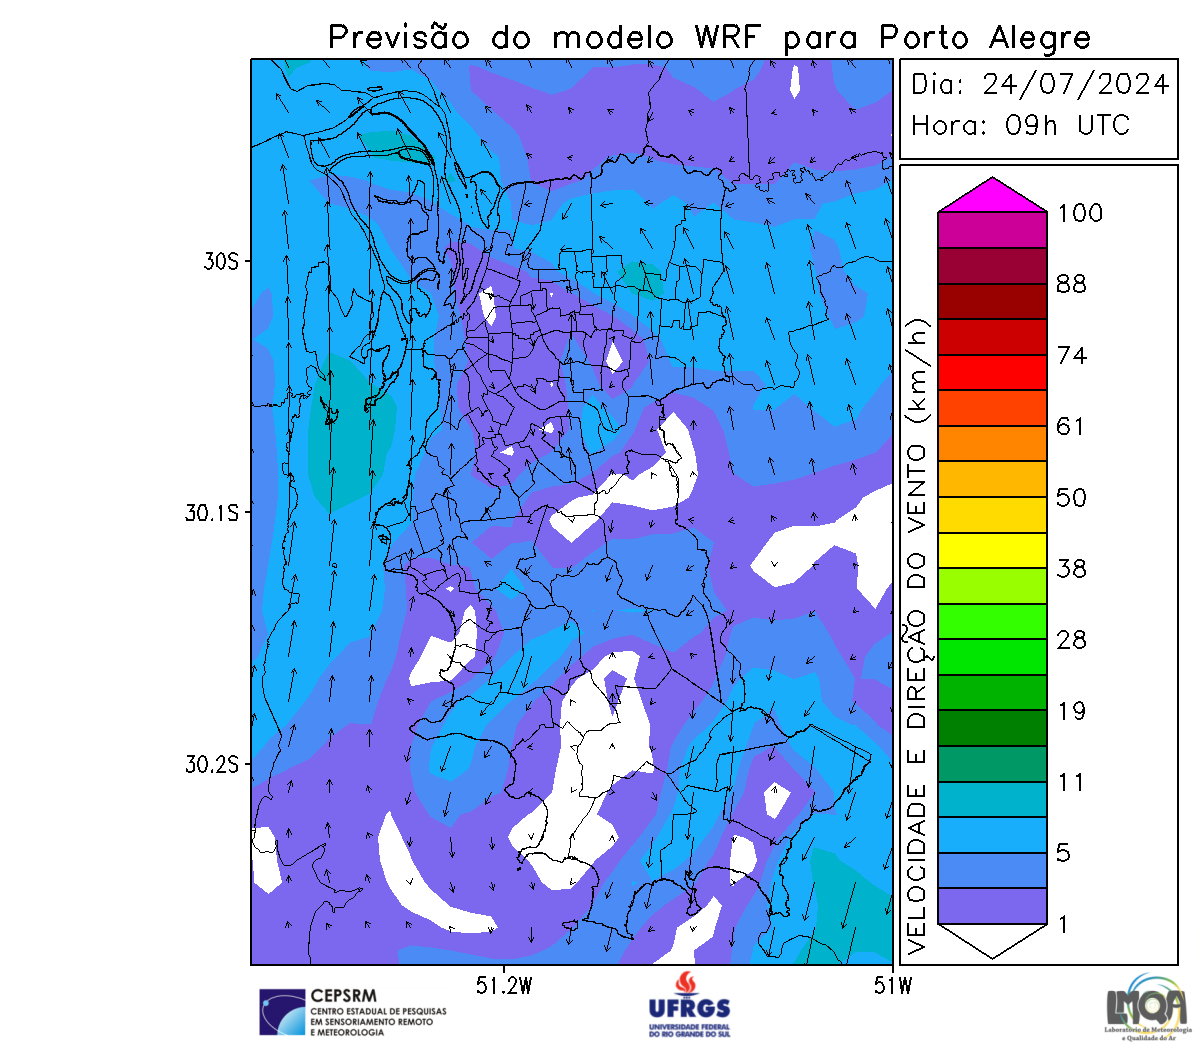 Previsão do modelo WRF para Porto Alegre
Dia: 24/07/2024
Hora: 09h UTC
100
88
74
61
50
38
28
19
11
5
1
VELOCIDADE E DIREÇÃO DO VENTO (km/h)
30S
30.1S
30.2S
51.2W
51W
CEPSRM
CENTRO ESTADUAL DE PESQUISAS
EM SENSORIAMENTO REMOTO
E METEOROLOGIA
UFRGS
UNIVERSIDADE FEDERAL
DO RIO GRANDE DO SUL
LMQA
Laboratório de Meteorologia
e Qualidade do Ar